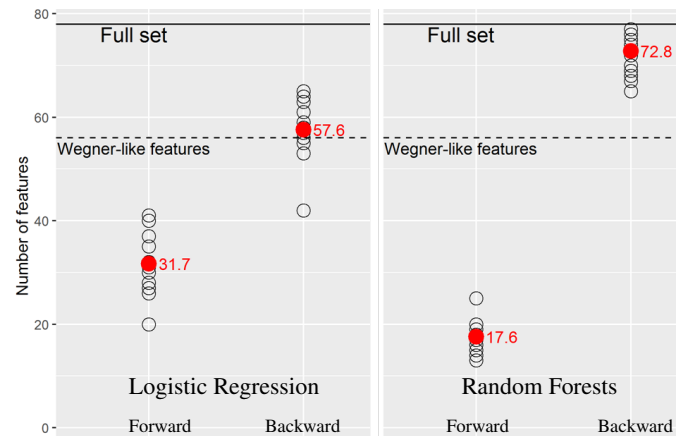 80
60
40
20
0
Number of features
Full set
57.6
Wegner-like features
31.7
Logistic Regression
Forward
Backward
Full set
72.8
Wegner-like features
17.6
Random Forests
Forward
Backward